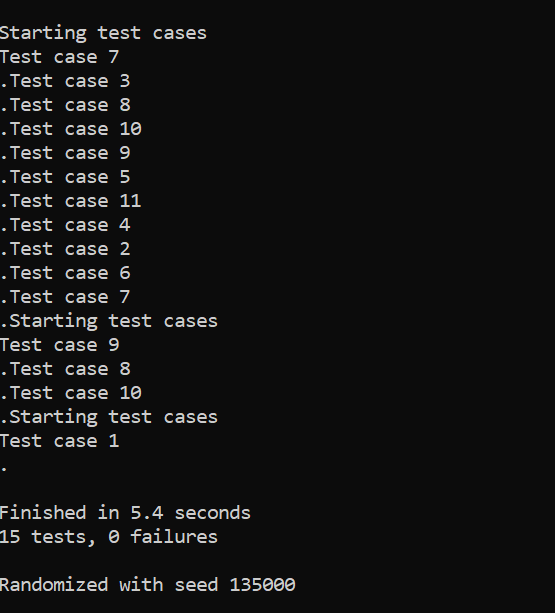 Starting test cases
Test case 7
.Test case 3
.Test case 8
.Test case 10
.Test case 9
.Test case 5
.Test case 11
.Test case 4
.Test case 2
.Test case 6
.Test case 7
.Starting test cases
Test case 9
.Test case 8
.Test case 10
.Starting test cases
Test case 1
.
Finished in 5.4 seconds
15 tests, 0 failures
Randomized with seed 135000